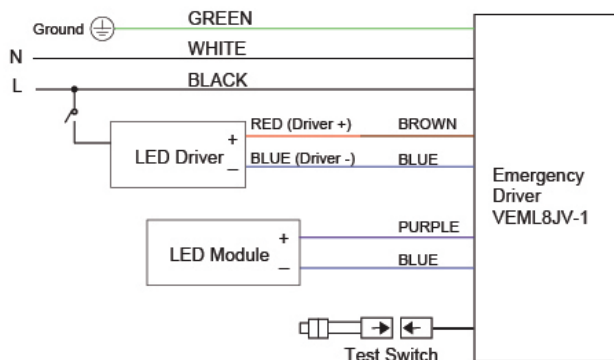 Ground GREEN
N WHITE
L BLACK
RED (Driver +) BROWN
+
LED Driver
− BLUE (Driver -) BLUE
Emergency
Driver
VEML8JV-1
PURPLE
+
LED Module
− BLUE
Test Switch